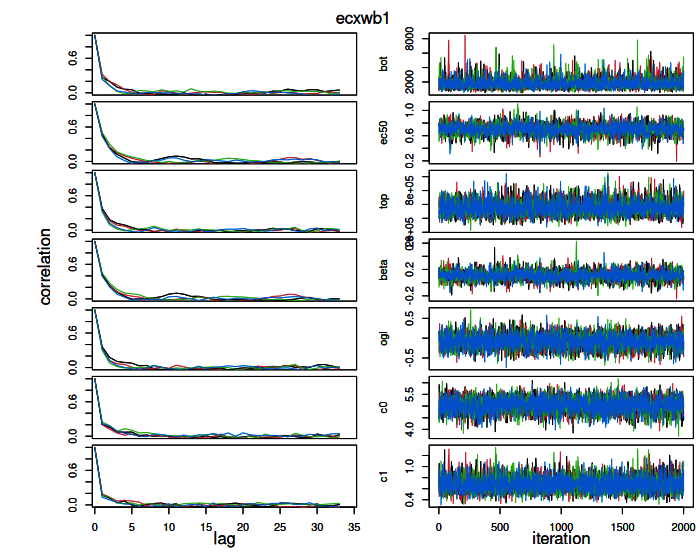 ecxwb1
correlation
0.0 0.6
0.0 0.6
0.0 0.6
0.0 0.6
0.0 0.6
0.0 0.6
0.0 0.6
0 5 10 15 20 25 30 35
lag
bot
2000 8000
ec50
0.2 0.6 1.0
top
8e+05
beta
-0.2 0.2
ogl
-0.5 0.5
c0
4.0 5.5
c1
0.4 1.0
0 500 1000 1500 2000
iteration